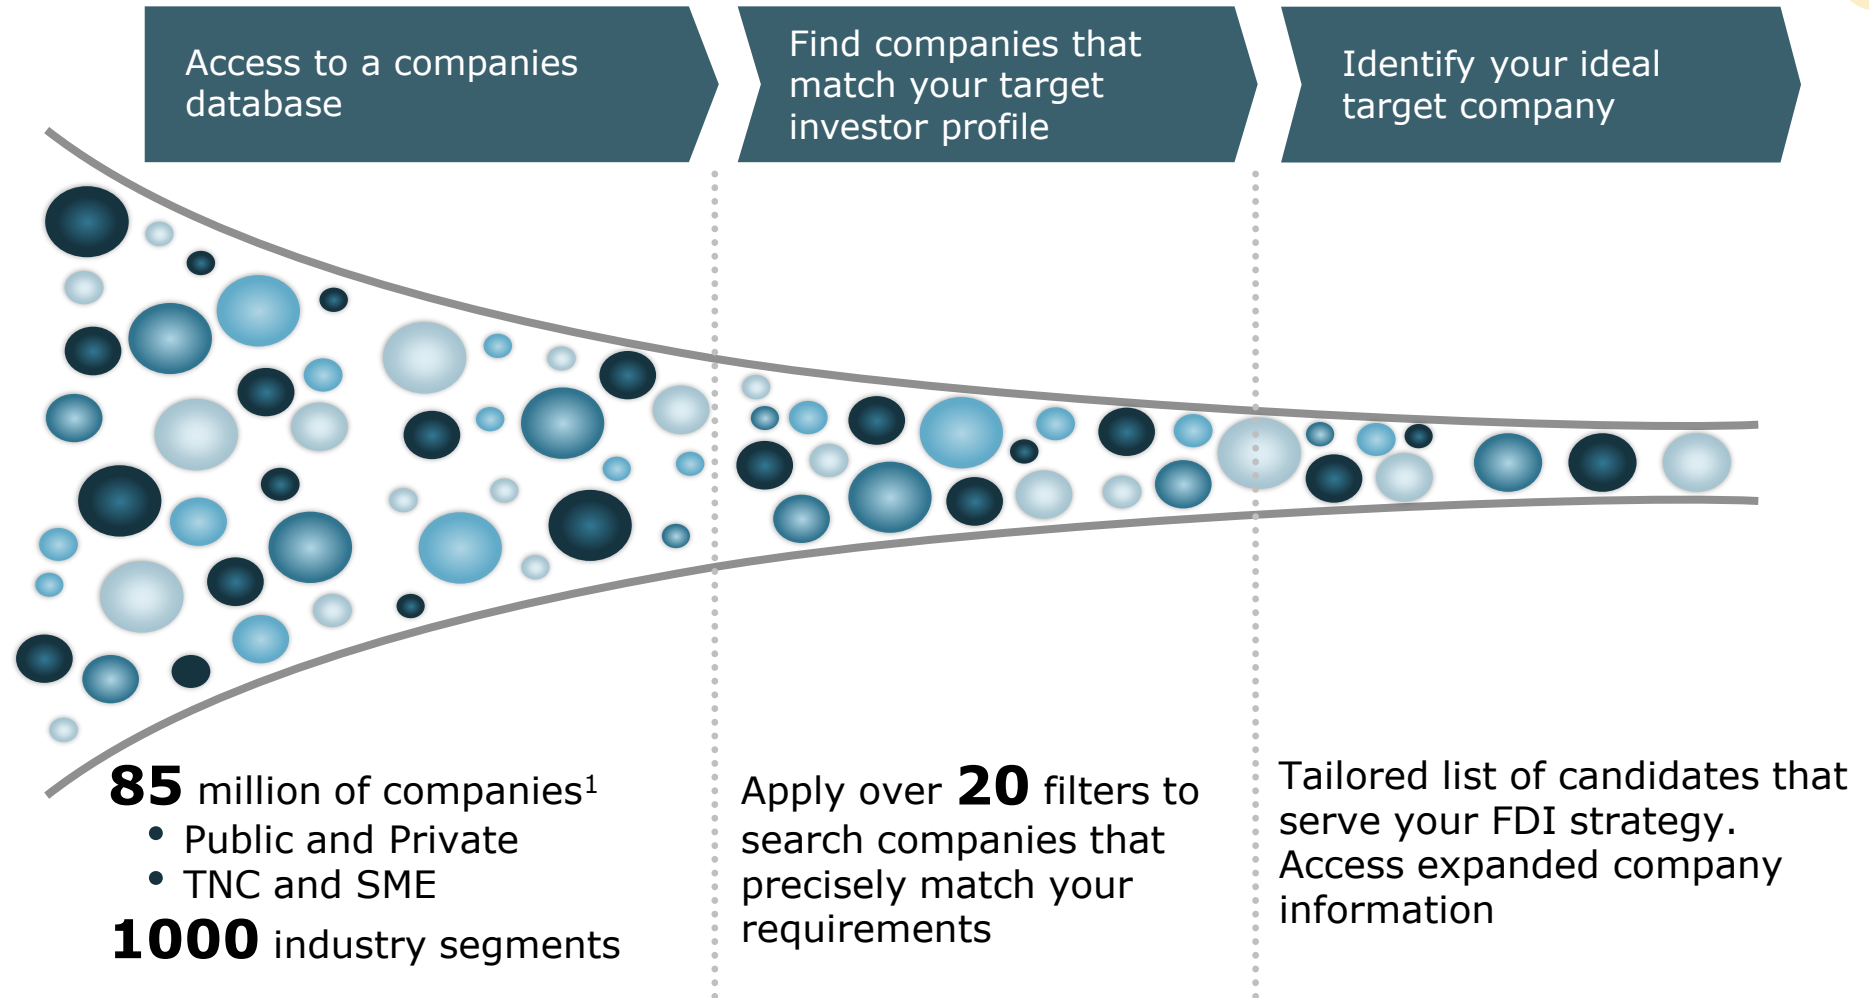 Access to a companies
database
Find companies that
match your target
investor profile
Identify your ideal
target company
85 million of companies¹
• Public and Private
• TNC and SME
1000 industry segments
Apply over 20 filters to
search companies that
precisely match your
requirements
Tailored list of candidates that
serve your FDI strategy.
Access expanded company
information